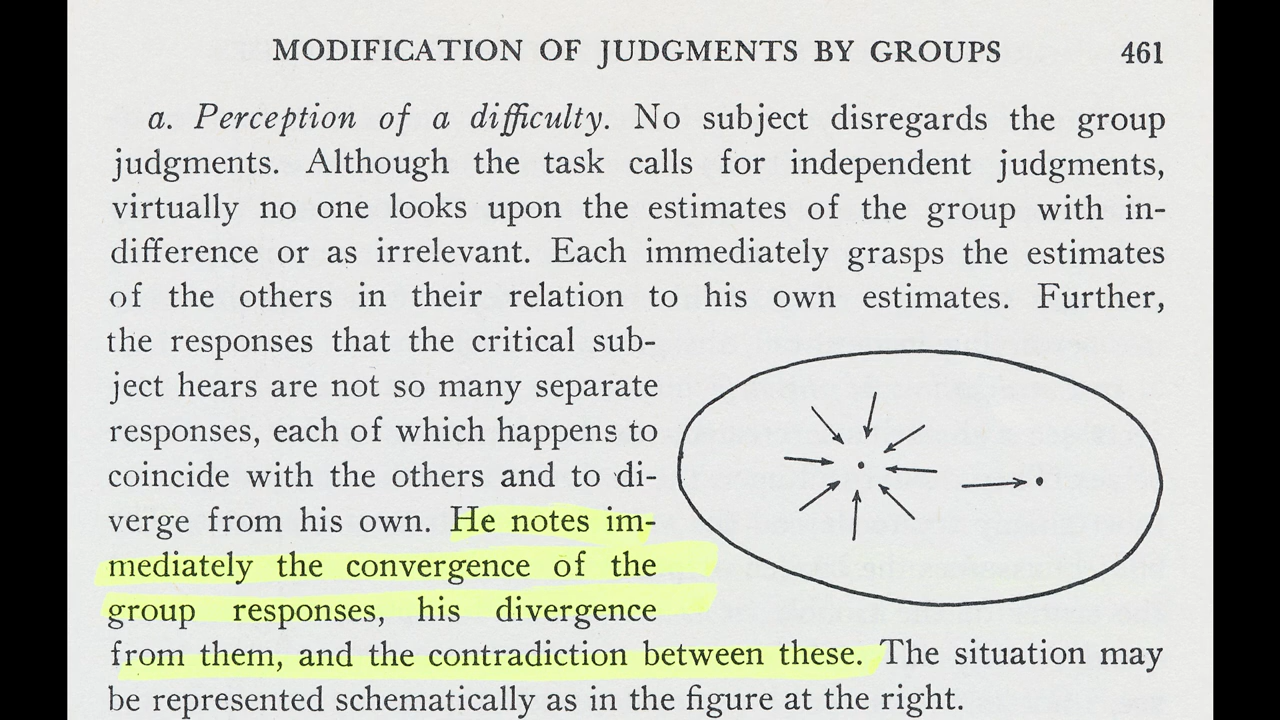 MODIFICATION OF JUDGMENTS BY GROUPS 461
a. Perception of a difficulty. No subject disregards the group
judgments. Although the task calls for independent judgments,
virtually no one looks upon the estimates of the group with in-
difference or as irrelevant. Each immediately grasps the estimates
of the others in their relation to his own estimates. Further,
the responses that the critical sub-
ject hears are not so many separate
responses, each of which happens to
coincide with the others and to di-
verge from his own. He notes im-
mediately the convergence of the
group responses, his divergence
from them, and the contradiction between these. The situation may
be represented schematically as in the figure at the right.